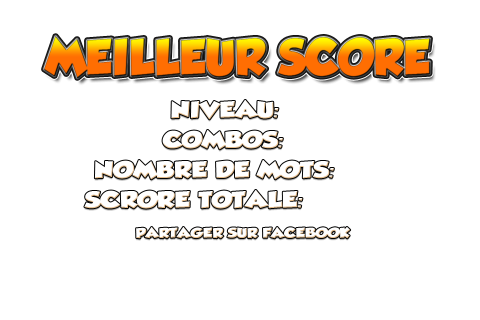 MEILLEUR SCORE
NIVEAU:
COMBOS:
NOMBRE DE MOTS:
SCRORE TOTALE:
PARTAGER SUR FACEBOOK